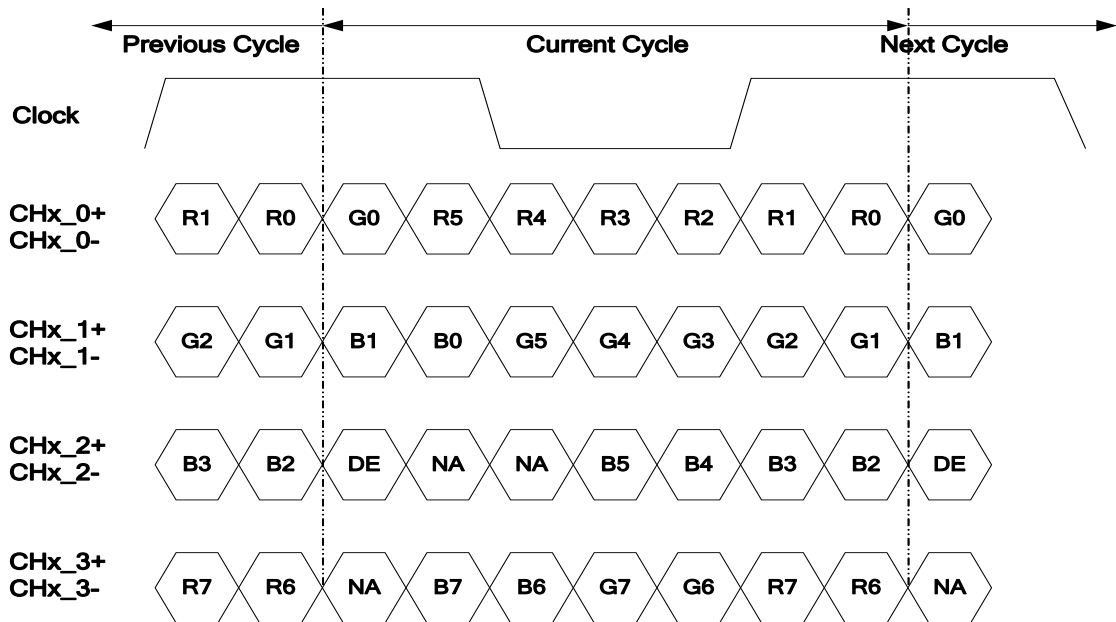 Previous Cycle Current Cycle Next Cycle
Clock
CHx_0+
CHx_0-
R1 R0 G0 R5 R4 R3 R2 R1 R0 G0
CHx_1+
CHx_1-
G2 G1 B1 B0 G5 G4 G3 G2 G1 B1
CHx_2+
CHx_2-
B3 B2 DE NA NA B5 B4 B3 B2 DE
CHx_3+
CHx_3-
R7 R6 NA B7 B6 G7 G6 R7 R6 NA